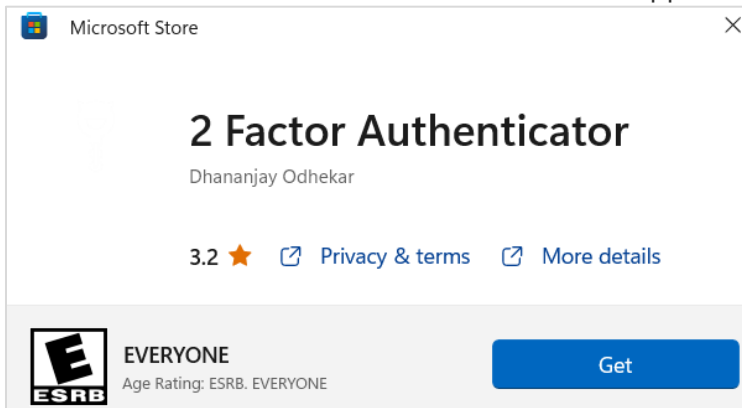 Microsoft Store
2 Factor Authenticator
Dhananjay Odhekar
3.2 Privacy & terms More details
E
ESRB
EVERYONE
Age Rating: ESRB. EVERYONE
Get